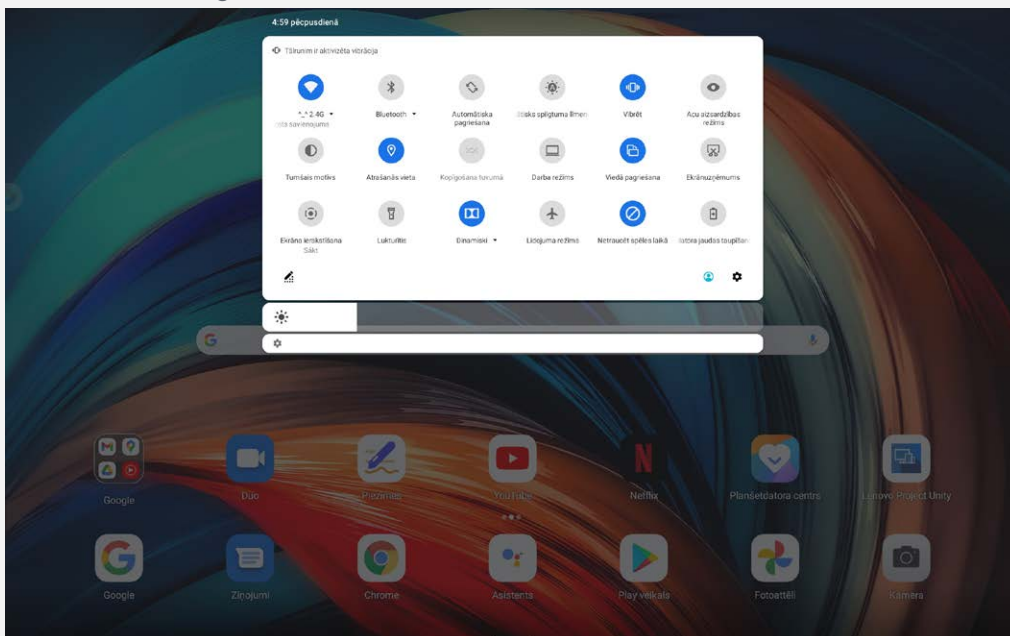 4:59 pēcpusdienā
Tālrunim ir aktivizēta vibrācija
^_^ 2.4G
Bluetooth
Automātiska
pagriešana
Vibrēt
Acu aizsardzības
režīms
Tumšais motīvs
Atrašanās vieta
Kopīgošana tuvumā
Darba režīms
Viedā pagriešana
Ekrānuzņēmums
Ekrāna ierakstīšana
Sākt
Lukturītis
Dinamiski
Lidojuma režīms
Netraucēt spēles laikā
Google
Duo
Piezīmes
YouTube
Netflix
Planšetdatora centrs
Lenovo Project Unity
Google
Ziņojumi
Chrome
Asistents
Play veikals
Fotoattēli
Kamera